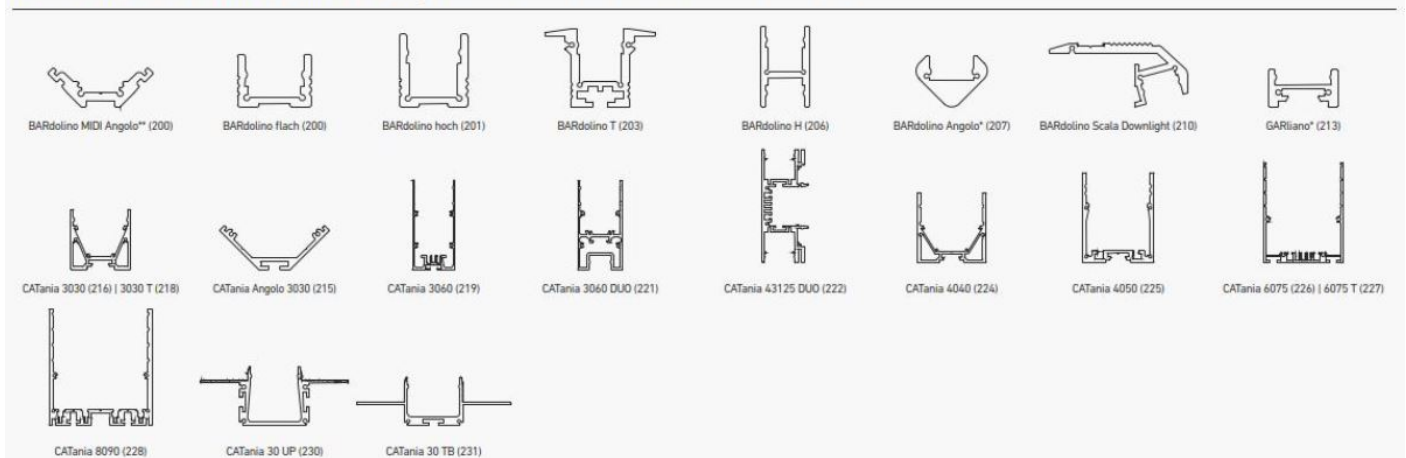 BARdolino MIDI Angolo** (200)
BARdolino flach (200)
BARdolino hoch (201)
BARdolino T (203)
BARdolino H (206)
BARdolino Angolo* (207)
BARdolino Scala Downlight (210)
GARliano* (213)
CATania 3030 (216) | 3030 T (218)
CATania Angolo 3030 (215)
CATania 3060 (219)
CATania 3060 DUO (221)
CATania 43125 DUO (222)
CATania 4040 (224)
CATania 4050 (225)
CATania 6075 (226) | 6075 T (227)
CATania 8090 (228)
CATania 30 UP (230)
CATania 30 TB (231)